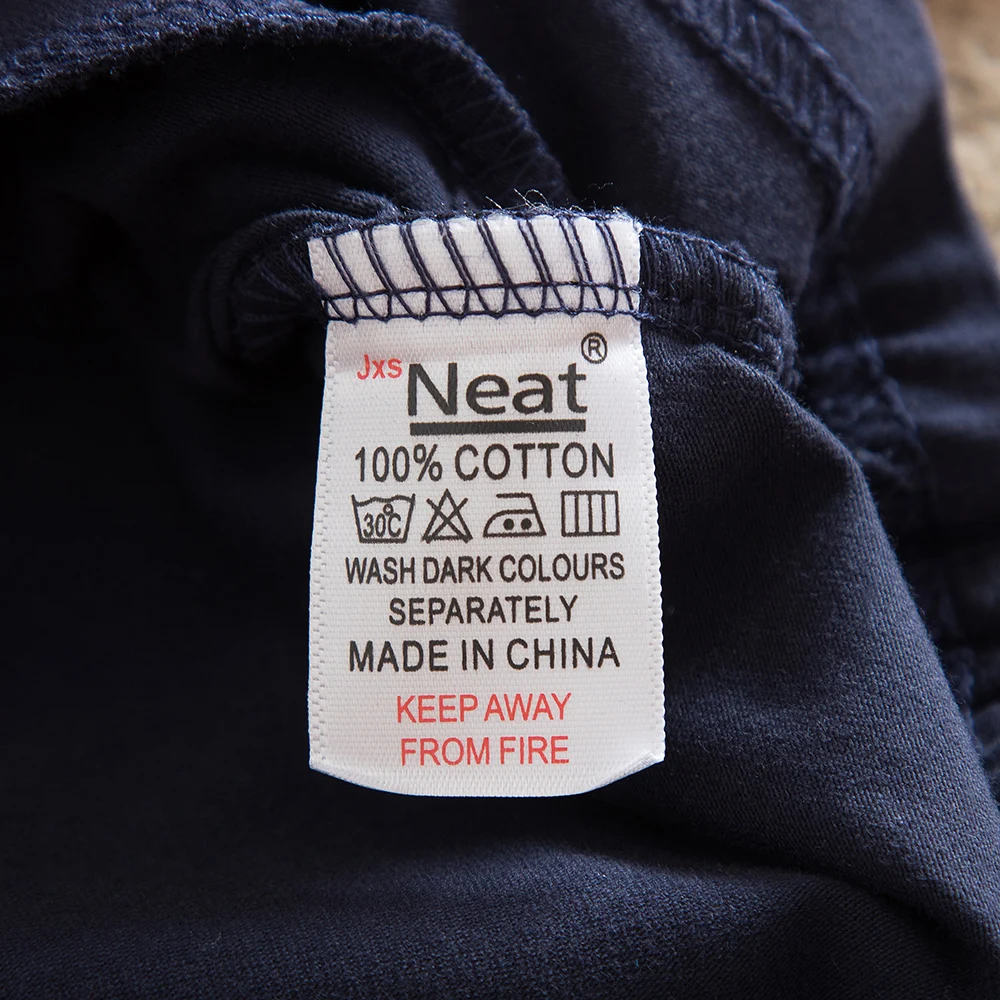 Jxs Neat®
100% COTTON
30°C
WASH DARK COLOURS
SEPARATELY
MADE IN CHINA
KEEP AWAY
FROM FIRE